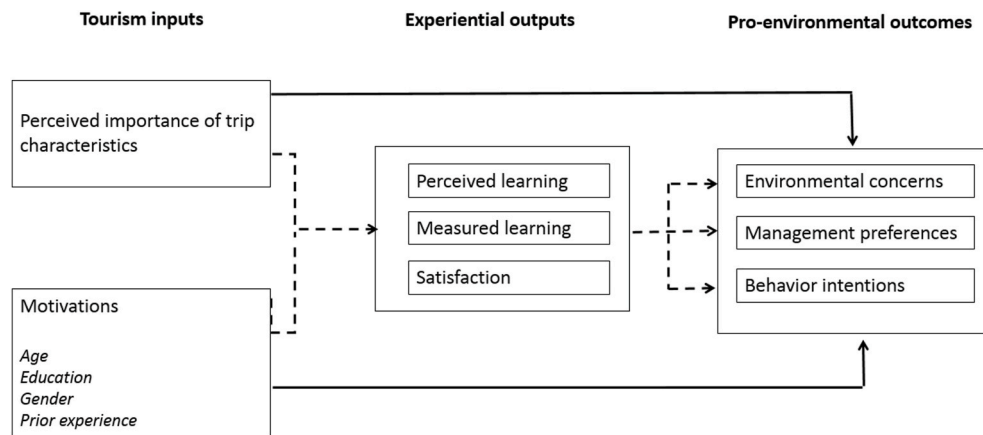 Tourism inputs
Experiential outputs
Pro-environmental outcomes
Perceived importance of trip
characteristics
Perceived learning
Measured learning
Satisfaction
Environmental concerns
Management preferences
Behavior intentions
Motivations
Age
Education
Gender
Prior experience